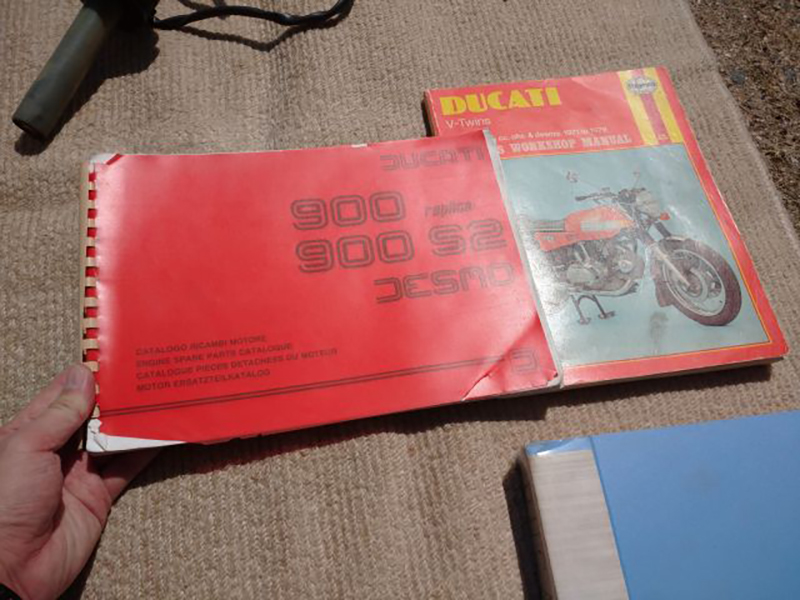 DUCATI
900 replica
900 S2
DESMO
CATALOGO RICAMBI MOTORE
ENGINE SPARE PARTS CATALOGUE
CATALOGUE PIECES DETACHEES DU MOTEUR
MOTOR ERSATZTEILKATALOG
DUCATI
V-Twins
WORKSHOP MANUAL
Haynes